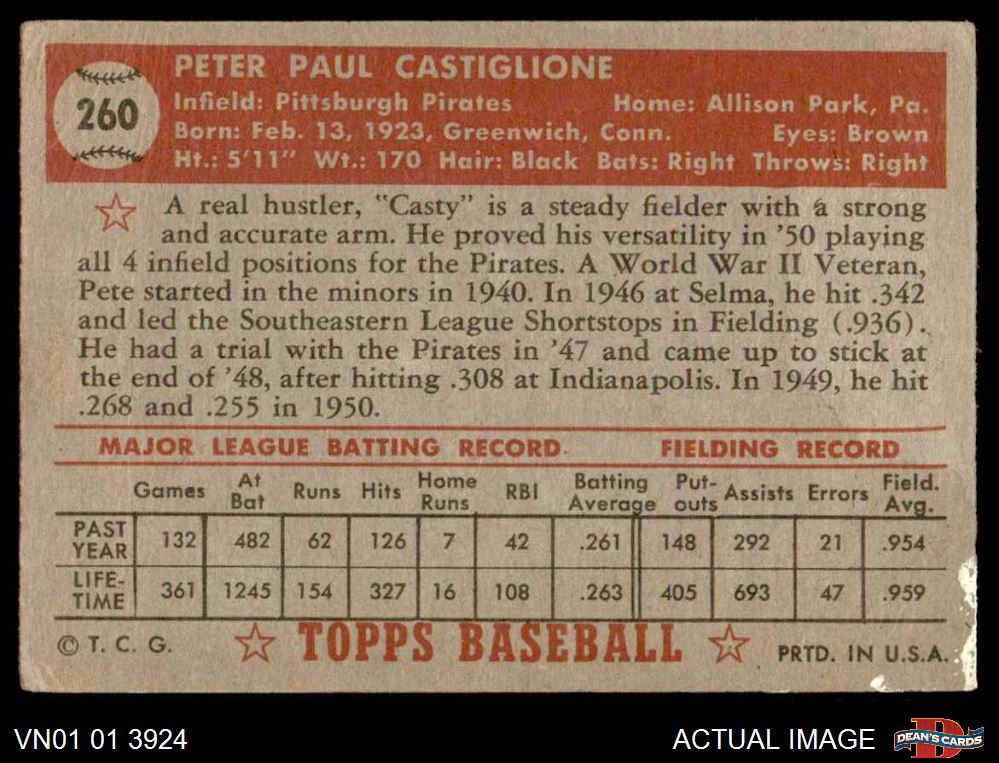 260
PETER PAUL CASTIGLIONE
Infield: Pittsburgh Pirates Home: Allison Park, Pa.
Born: Feb. 13, 1923, Greenwich, Conn. Eyes: Brown
Ht.: 5'11" Wt.: 170 Hair: Black Bats: Right Throws: Right
A real hustler, "Casty" is a steady fielder with a strong
and accurate arm. He proved his versatility in '50 playing
all 4 infield positions for the Pirates. A World War II Veteran,
Pete started in the minors in 1940. In 1946 at Selma, he hit .342
and led the Southeastern League Shortstops in Fielding (.936).
He had a trial with the Pirates in '47 and came up to stick at
the end of '48, after hitting .308 at Indianapolis. In 1949, he hit
.268 and .255 in 1950.
MAJOR LEAGUE BATTING RECORD FIELDING RECORD
Games At Bat Runs Hits Home Runs RBI Batting Average Put-outs Assists Errors Field. Avg.
PAST YEAR 132 482 62 126 7 42 .261 148 292 21 .954
LIFE-TIME 361 1245 154 327 16 108 .263 405 693 47 .959
© T. C. G. TOPPS BASEBALL PRTD. IN U.S.A.
VN01 01 3924 ACTUAL IMAGE DEAN'S CARDS